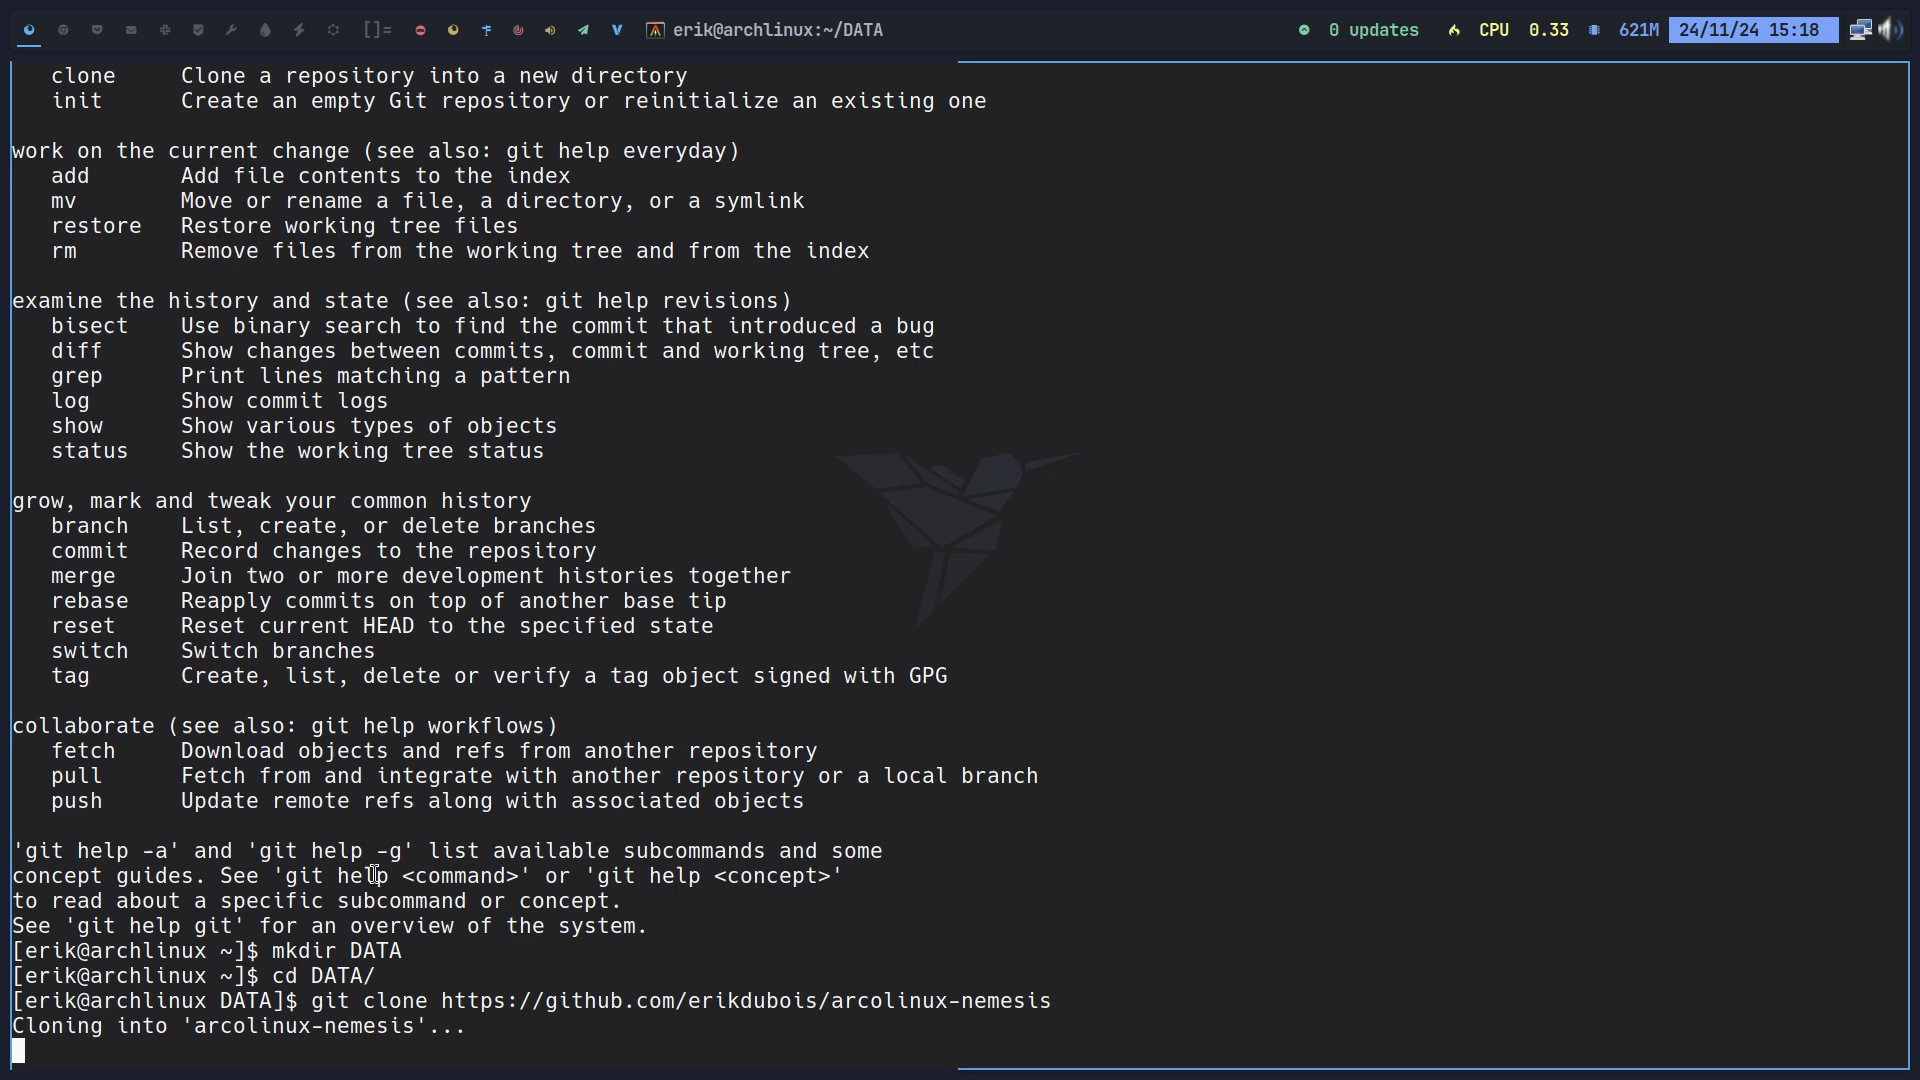 []= V erik@archlinux:~/DATA 0 updates CPU 0.33 621M 24/11/24 15:18
clone Clone a repository into a new directory
init Create an empty Git repository or reinitialize an existing one
work on the current change (see also: git help everyday)
add Add file contents to the index
mv Move or rename a file, a directory, or a symlink
restore Restore working tree files
rm Remove files from the working tree and from the index
examine the history and state (see also: git help revisions)
bisect Use binary search to find the commit that introduced a bug
diff Show changes between commits, commit and working tree, etc
grep Print lines matching a pattern
log Show commit logs
show Show various types of objects
status Show the working tree status
grow, mark and tweak your common history
branch List, create, or delete branches
commit Record changes to the repository
merge Join two or more development histories together
rebase Reapply commits on top of another base tip
reset Reset current HEAD to the specified state
switch Switch branches
tag Create, list, delete or verify a tag object signed with GPG
collaborate (see also: git help workflows)
fetch Download objects and refs from another repository
pull Fetch from and integrate with another repository or a local branch
push Update remote refs along with associated objects
'git help -a' and 'git help -g' list available subcommands and some
concept guides. See 'git help <command>' or 'git help <concept>'
to read about a specific subcommand or concept.
See 'git help git' for an overview of the system.
[erik@archlinux ~]$ mkdir DATA
[erik@archlinux ~]$ cd DATA/
[erik@archlinux DATA]$ git clone https://github.com/erikdubois/arcolinux-nemesis
Cloning into 'arcolinux-nemesis'...